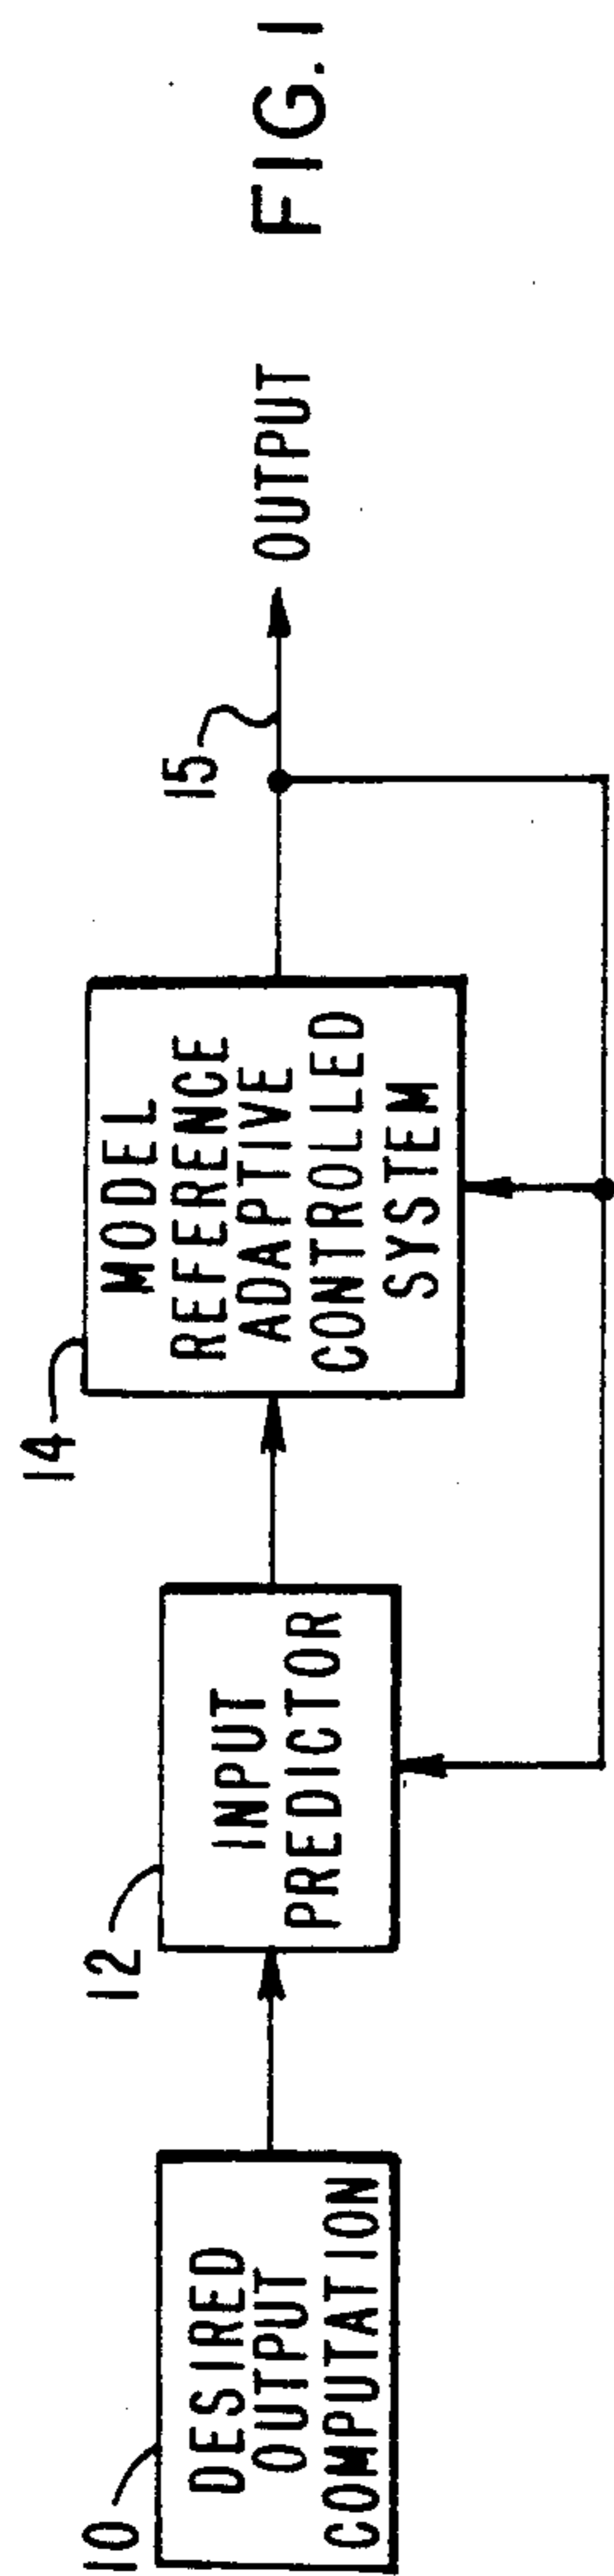 10
DESIRED
OUTPUT
COMPUTATION
12
INPUT
PREDICTOR
14
MODEL
REFERENCE
ADAPTIVE
CONTROLLED
SYSTEM
15
OUTPUT
FIG. 1